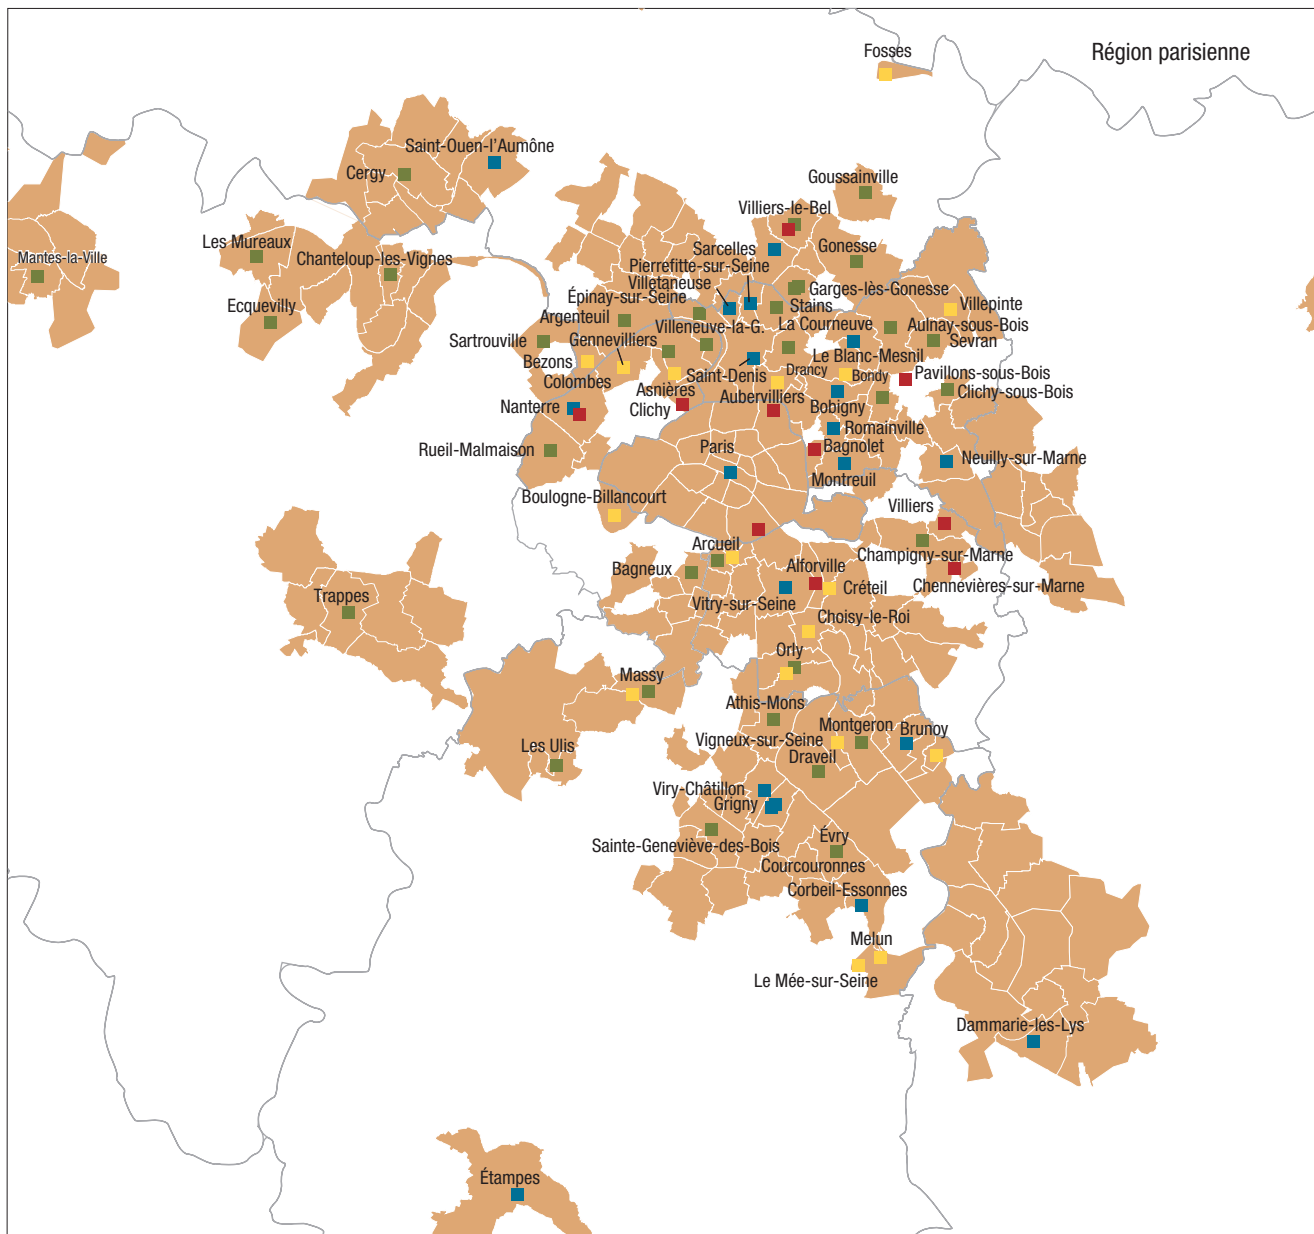 Fosses
Région parisienne
Saint-Ouen-l'Aumône
Cergy
Goussainville
Villiers-le-Bel
Les Mureaux
Mantes-la-Ville
Chanteloup-les-Vignes
Sarcelles
Gonesse
Pierrefitte-sur-Seine
Villetaneuse
Garges-lès-Gonesse
Ecquevilly
Épinay-sur-Seine
Stains
Villepinte
Argenteuil
Villeneuve-la-G.
La Courneuve
Aulnay-sous-Bois
Sartrouville
Gennevilliers
Sevran
Bezons
Le Blanc-Mesnil
Colombes
Saint-Denis
Drancy
Bondy
Pavillons-sous-Bois
Asnières
Clichy-sous-Bois
Nanterre
Clichy
Aubervilliers
Bobigny
Romainville
Rueil-Malmaison
Paris
Bagnolet
Neuilly-sur-Marne
Montreuil
Boulogne-Billancourt
Villiers
Arcueil
Champigny-sur-Marne
Bagneux
Alforville
Créteil
Chennevières-sur-Marne
Trappes
Vitry-sur-Seine
Choisy-le-Roi
Orly
Massy
Athis-Mons
Montgeron
Brunoy
Vigneux-sur-Seine
Les Ulis
Draveil
Viry-Châtillon
Grigny
Évry
Sainte-Geneviève-des-Bois
Courcouronnes
Corbeil-Essonnes
Melun
Le Mée-sur-Seine
Dammarie-les-Lys
Étampes